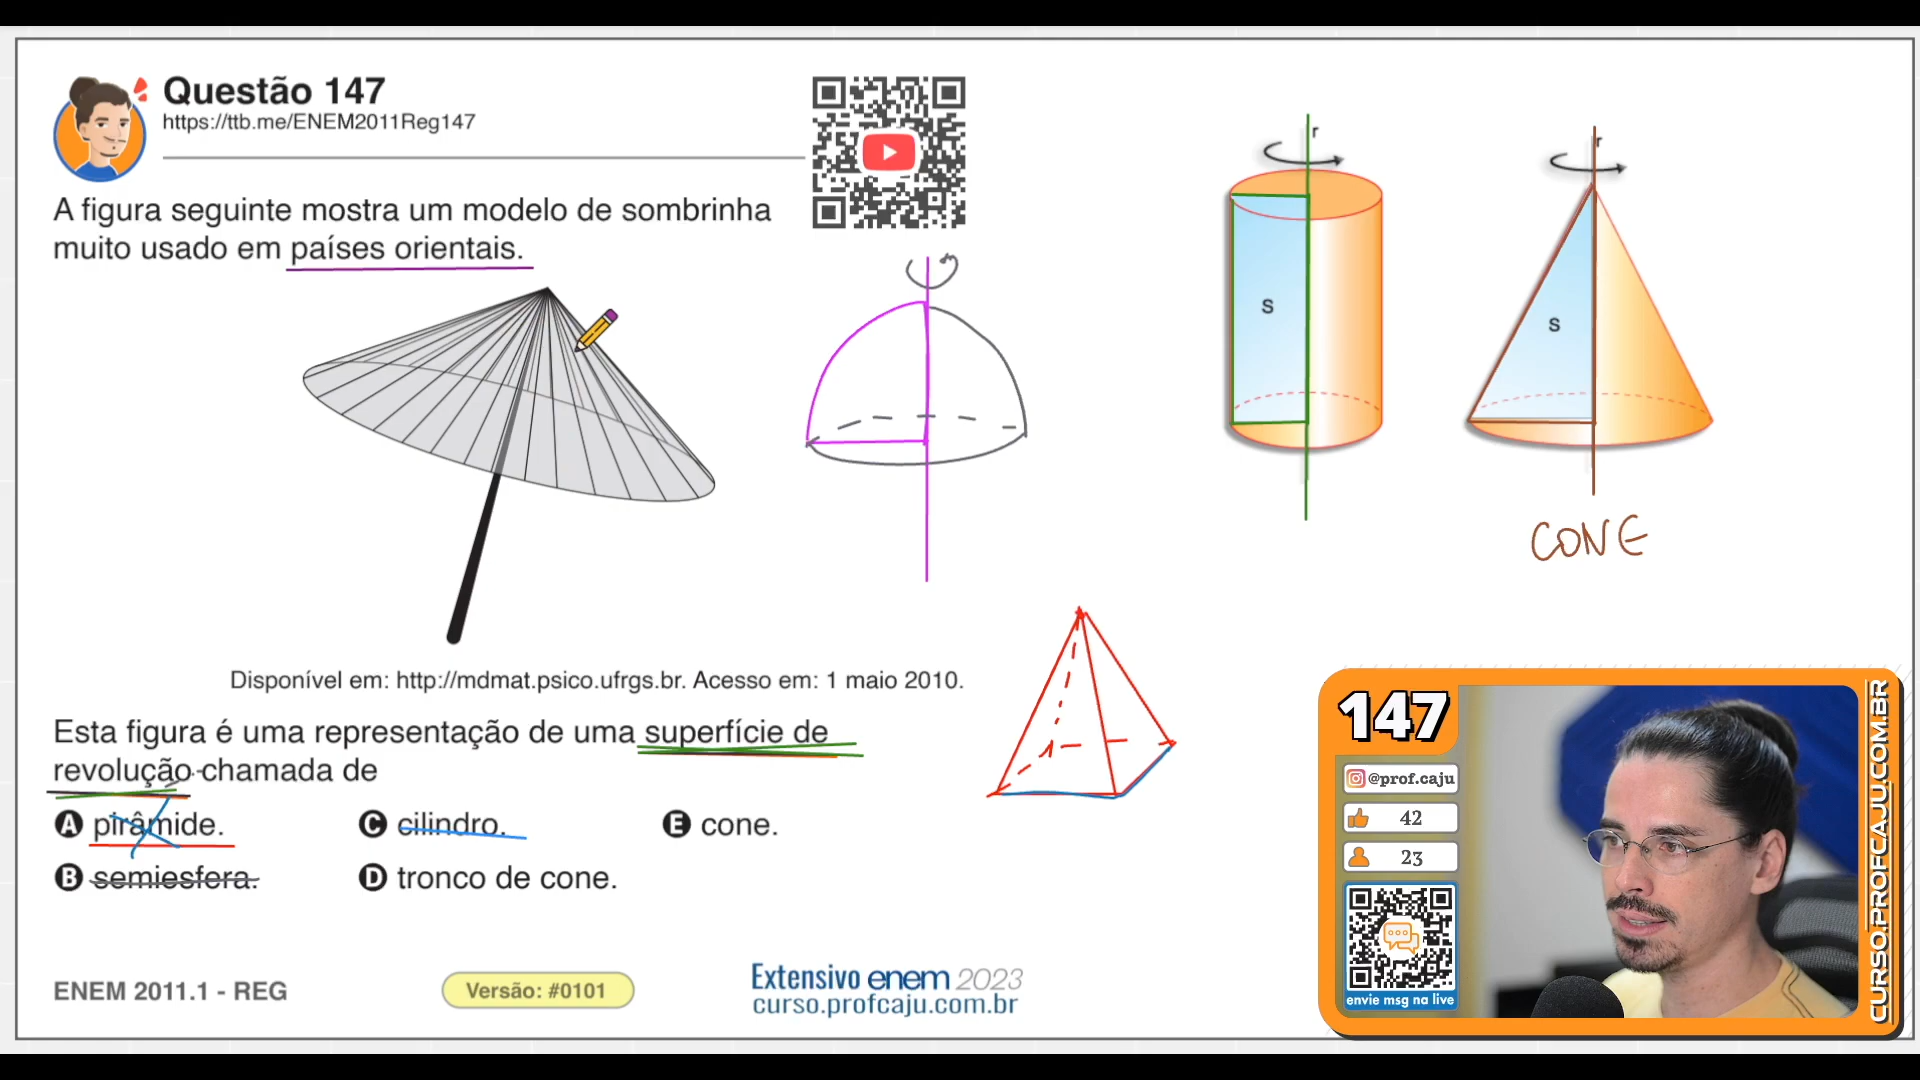 Questão 147
https://ttb.me/ENEM2011Reg147
A figura seguinte mostra um modelo de sombrinha
muito usado em países orientais.
r
r
S
S
CONE
Disponível em: http://mdmat.psico.ufrgs.br. Acesso em: 1 maio 2010.
Esta figura é uma representação de uma superfície de
revolução chamada de
A pirâmide.
C cilindro.
E cone.
B semiesfera.
D tronco de cone.
ENEM 2011.1 - REG
Versão: #0101
Extensivo enem 2023
curso.profcaju.com.br
147
@prof.caju
42
23
envie msg na live
CURSO.PROFCAJU.COM.BR